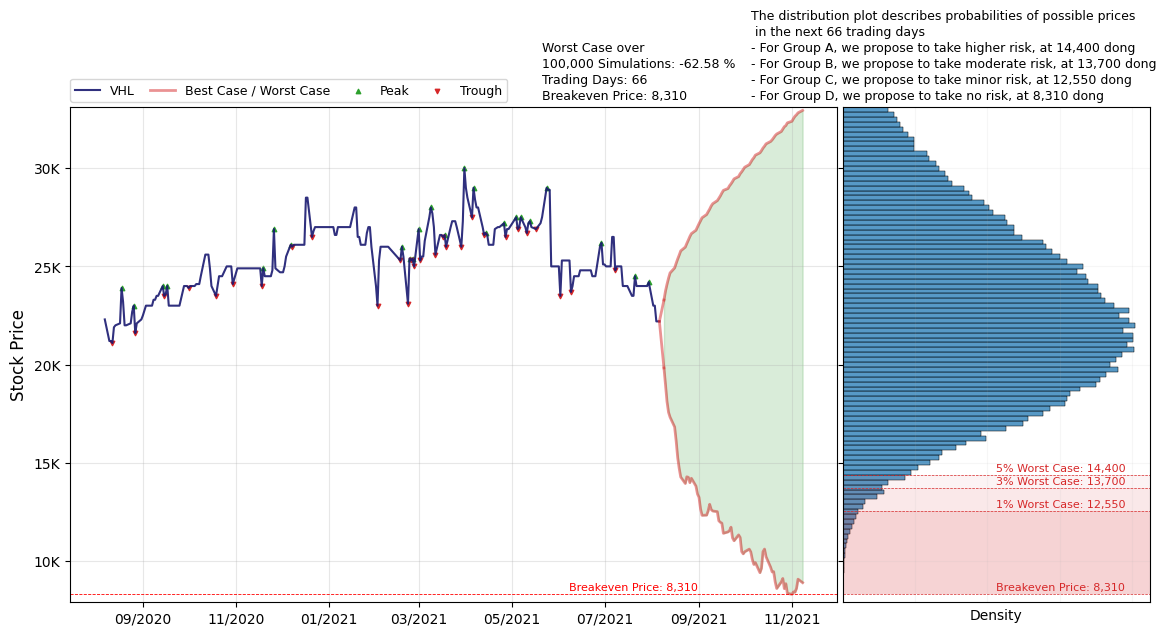 The distribution plot describes probabilities of possible prices
in the next 66 trading days
- For Group A, we propose to take higher risk, at 14,400 dong
- For Group B, we propose to take moderate risk, at 13,700 dong
- For Group C, we propose to take minor risk, at 12,550 dong
- For Group D, we propose to take no risk, at 8,310 dong
Worst Case over
100,000 Simulations: -62.58 %
Trading Days: 66
Breakeven Price: 8,310
VHL
Best Case / Worst Case
Peak
Trough
Stock Price
30K
25K
20K
15K
10K
Breakeven Price: 8,310
09/2020
11/2020
01/2021
03/2021
05/2021
07/2021
09/2021
11/2021
5% Worst Case: 14,400
3% Worst Case: 13,700
1% Worst Case: 12,550
Breakeven Price: 8,310
Density